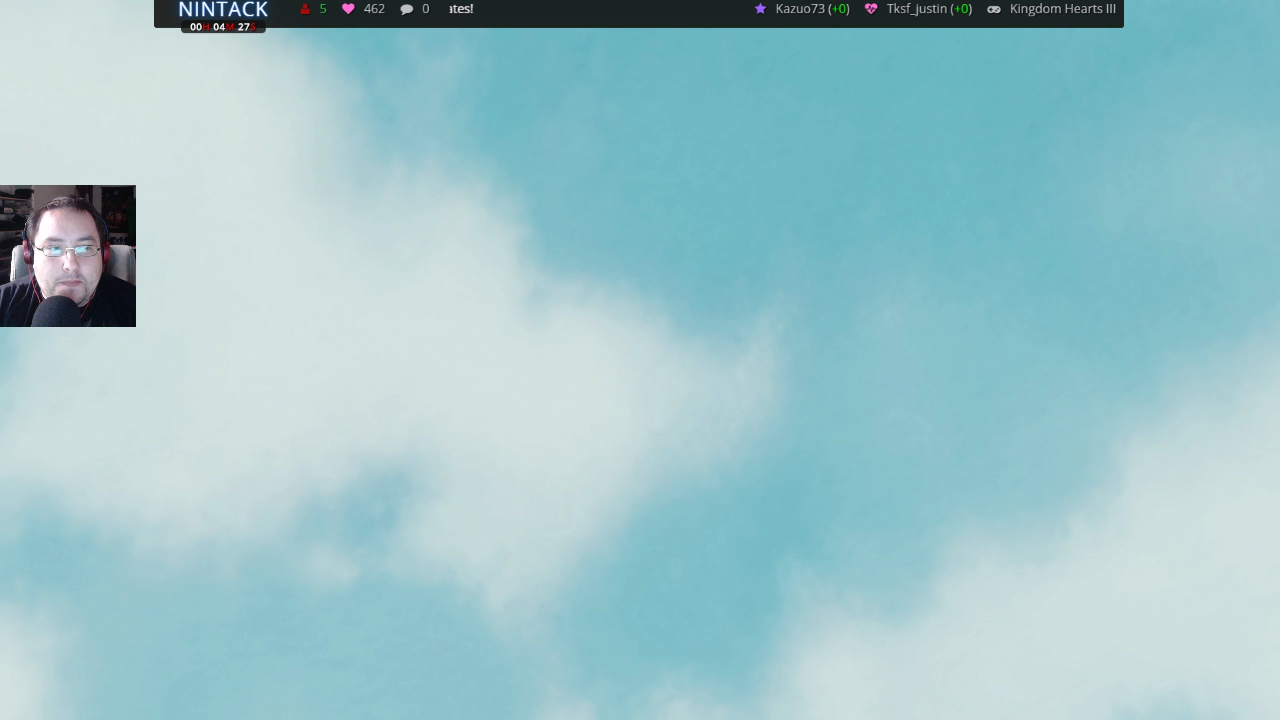 NINTACK 5 462 0 ates! Kazuo73 (+0) Tksf_justin (+0) Kingdom Hearts III
00H 04M 27S